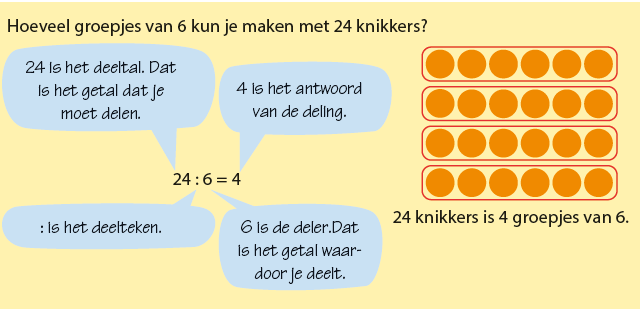 Hoeveel groepjes van 6 kun je maken met 24 knikkers?
24 is het deeltal. Dat
is het getal dat je
moet delen.
4 is het antwoord
van de deling.
24 : 6 = 4
: is het deelteken.
6 is de deler.Dat
is het getal waar-
door je deelt.
24 knikkers is 4 groepjes van 6.